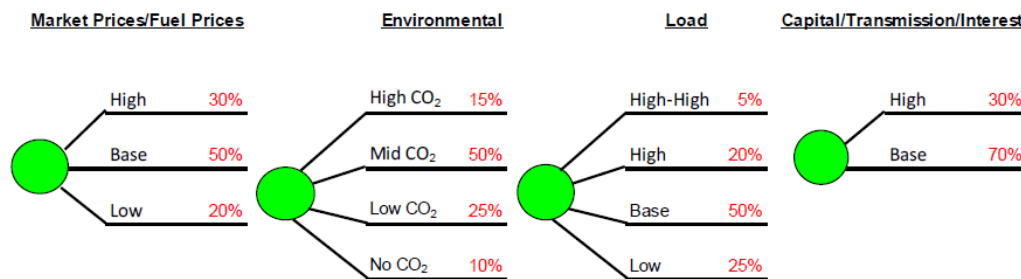 Market Prices/Fuel Prices
High 30%
Base 50%
Low 20%
Environmental
High CO₂ 15%
Mid CO₂ 50%
Low CO₂ 25%
No CO₂ 10%
Load
High-High 5%
High 20%
Base 50%
Low 25%
Capital/Transmission/Interest
High 30%
Base 70%